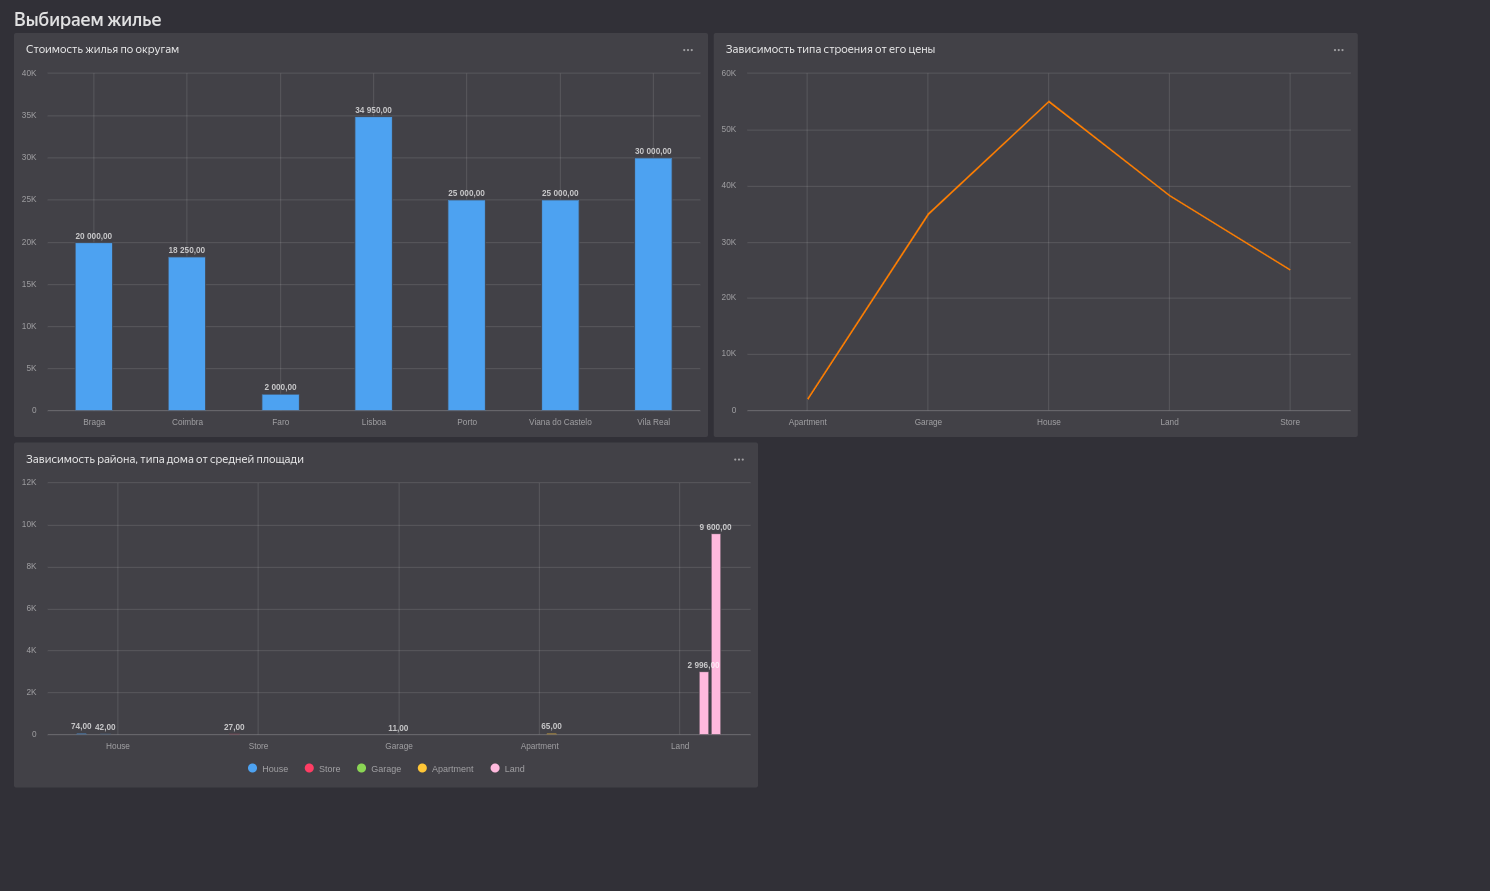 Выбираем жилье
Стоимость жилья по округам
40K
35K
30K
25K
20K
15K
10K
5K
0
20 000,00
18 250,00
2 000,00
34 950,00
25 000,00
25 000,00
30 000,00
Braga Coimbra Faro Lisboa Porto Viana do Castelo Vila Real
Зависимость типа строения от его цены
60K
50K
40K
30K
20K
10K
0
Apartment Garage House Land Store
Зависимость района, типа дома от средней площади
12K
10K
8K
6K
4K
2K
0
74,00 42,00
27,00
11,00
65,00
2 996,00
9 600,00
House Store Garage Apartment Land
House Store Garage Apartment Land